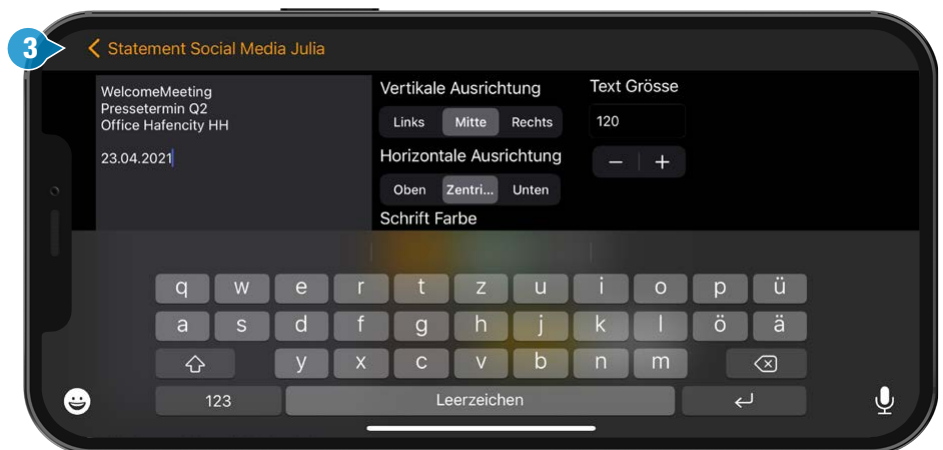 3
Statement Social Media Julia
WelcomeMeeting
Pressetermin Q2
Office Hafencity HH
23.04.2021
Vertikale Ausrichtung
Links Mitte Rechts
Horizontale Ausrichtung
Oben Zentri... Unten
Schrift Farbe
Text Grösse
120
− +
q w e r t z u i o p ü
a s d f g h j k l ö ä
y x c v b n m
123 Leerzeichen